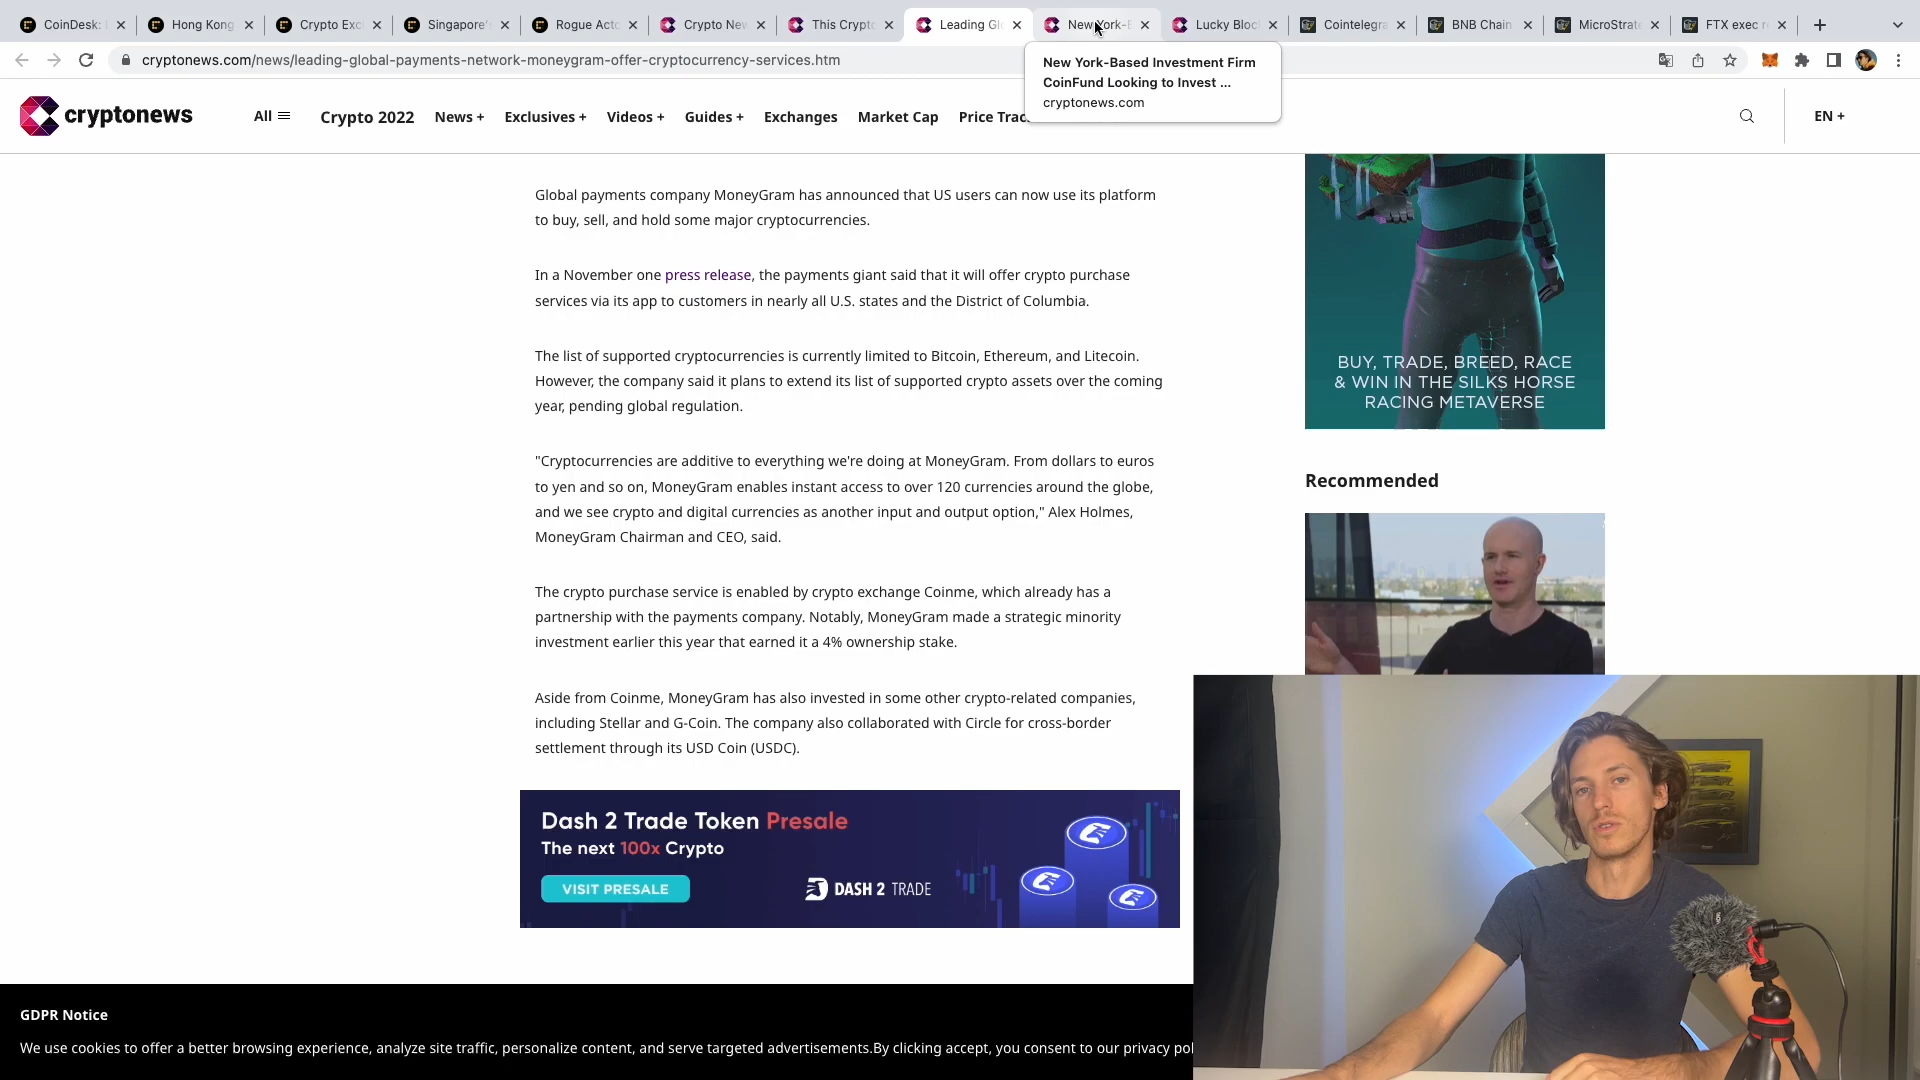 CoinDesk:
Hong Kong
Crypto Exc
Singapore'
Rogue Acto
Crypto New
This Crypto
Leading Gl
New York-B
Lucky Bloc
Cointelegra
BNB Chain
MicroStrate
FTX exec r
cryptonews.com/news/leading-global-payments-network-moneygram-offer-cryptocurrency-services.htm
New York-Based Investment Firm
CoinFund Looking to Invest ...
cryptonews.com
cryptonews
All
Crypto 2022
News +
Exclusives +
Videos +
Guides +
Exchanges
Market Cap
Price Trac
EN +
Global payments company MoneyGram has announced that US users can now use its platform
to buy, sell, and hold some major cryptocurrencies.
In a November one press release, the payments giant said that it will offer crypto purchase
services via its app to customers in nearly all U.S. states and the District of Columbia.
The list of supported cryptocurrencies is currently limited to Bitcoin, Ethereum, and Litecoin.
However, the company said it plans to extend its list of supported crypto assets over the coming
year, pending global regulation.
"Cryptocurrencies are additive to everything we're doing at MoneyGram. From dollars to euros
to yen and so on, MoneyGram enables instant access to over 120 currencies around the globe,
and we see crypto and digital currencies as another input and output option," Alex Holmes,
MoneyGram Chairman and CEO, said.
The crypto purchase service is enabled by crypto exchange Coinme, which already has a
partnership with the payments company. Notably, MoneyGram made a strategic minority
investment earlier this year that earned it a 4% ownership stake.
Aside from Coinme, MoneyGram has also invested in some other crypto-related companies,
including Stellar and G-Coin. The company also collaborated with Circle for cross-border
settlement through its USD Coin (USDC).
Dash 2 Trade Token Presale
The next 100x Crypto
VISIT PRESALE
DASH 2 TRADE
BUY, TRADE, BREED, RACE
& WIN IN THE SILKS HORSE
RACING METAVERSE
Recommended
GDPR Notice
We use cookies to offer a better browsing experience, analyze site traffic, personalize content, and serve targeted advertisements.By clicking accept, you consent to our privacy pol